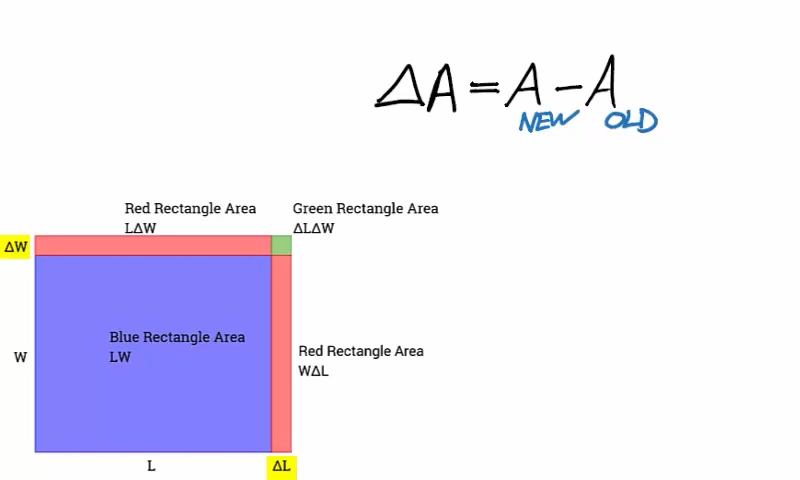 ΔA = A - A
NEW OLD
Red Rectangle Area
LΔW
Green Rectangle Area
ΔLΔW
ΔW
Blue Rectangle Area
LW
W
Red Rectangle Area
WΔL
L
ΔL